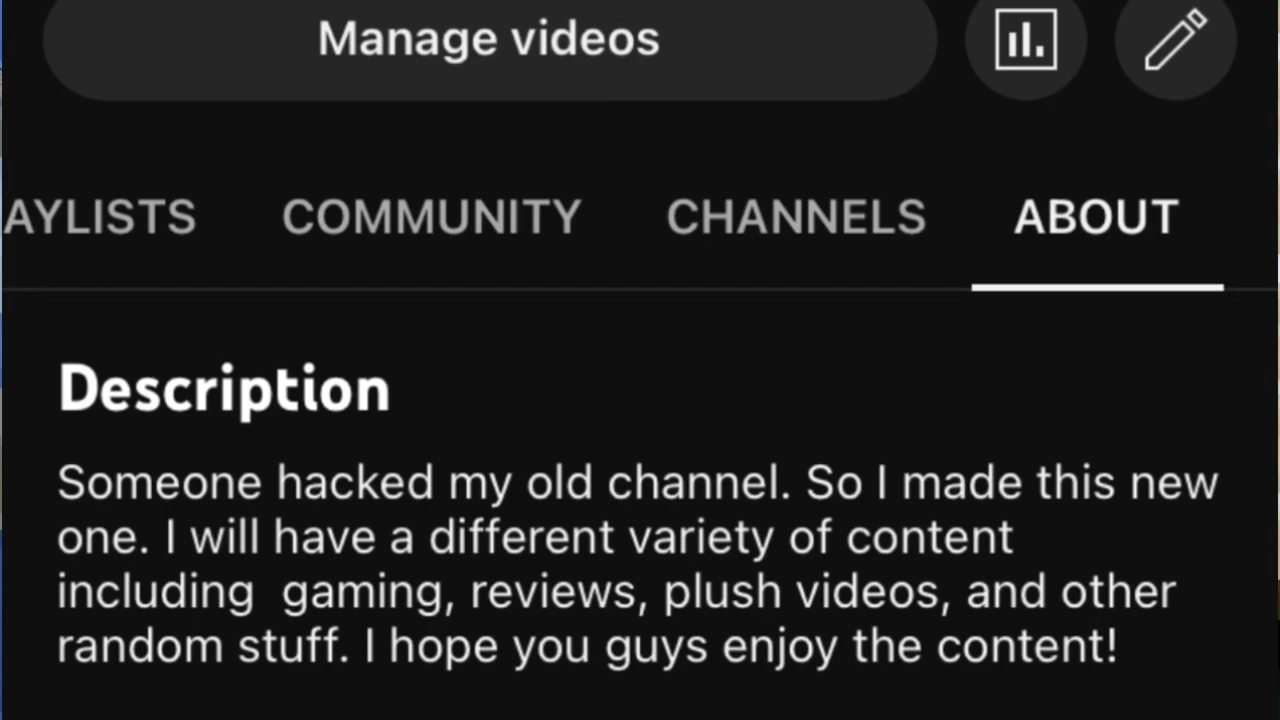 Manage videos
AYLISTS COMMUNITY CHANNELS ABOUT
Description
Someone hacked my old channel. So I made this new
one. I will have a different variety of content
including  gaming, reviews, plush videos, and other
random stuff. I hope you guys enjoy the content!